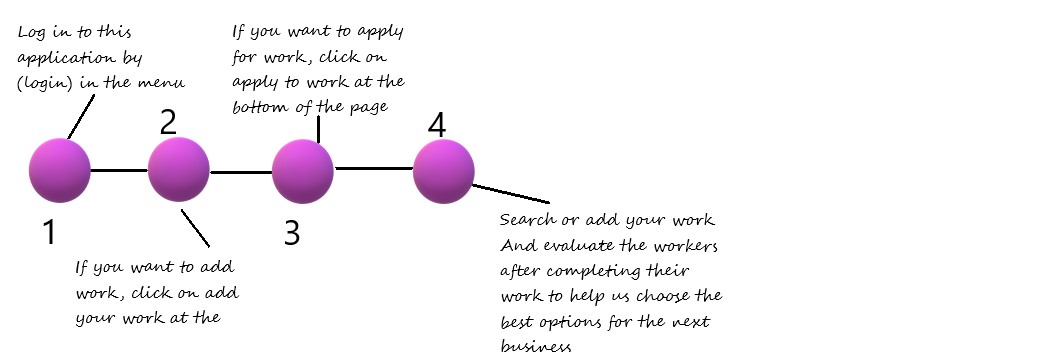 Log in to this
application by
(login) in the menu
1
2
If you want to add
work, click on add
your work at the
If you want to apply
for work, click on
apply to work at the
bottom of the page
3
4
Search or add your work
And evaluate the workers
after completing their
work to help us choose the
best options for the next
business